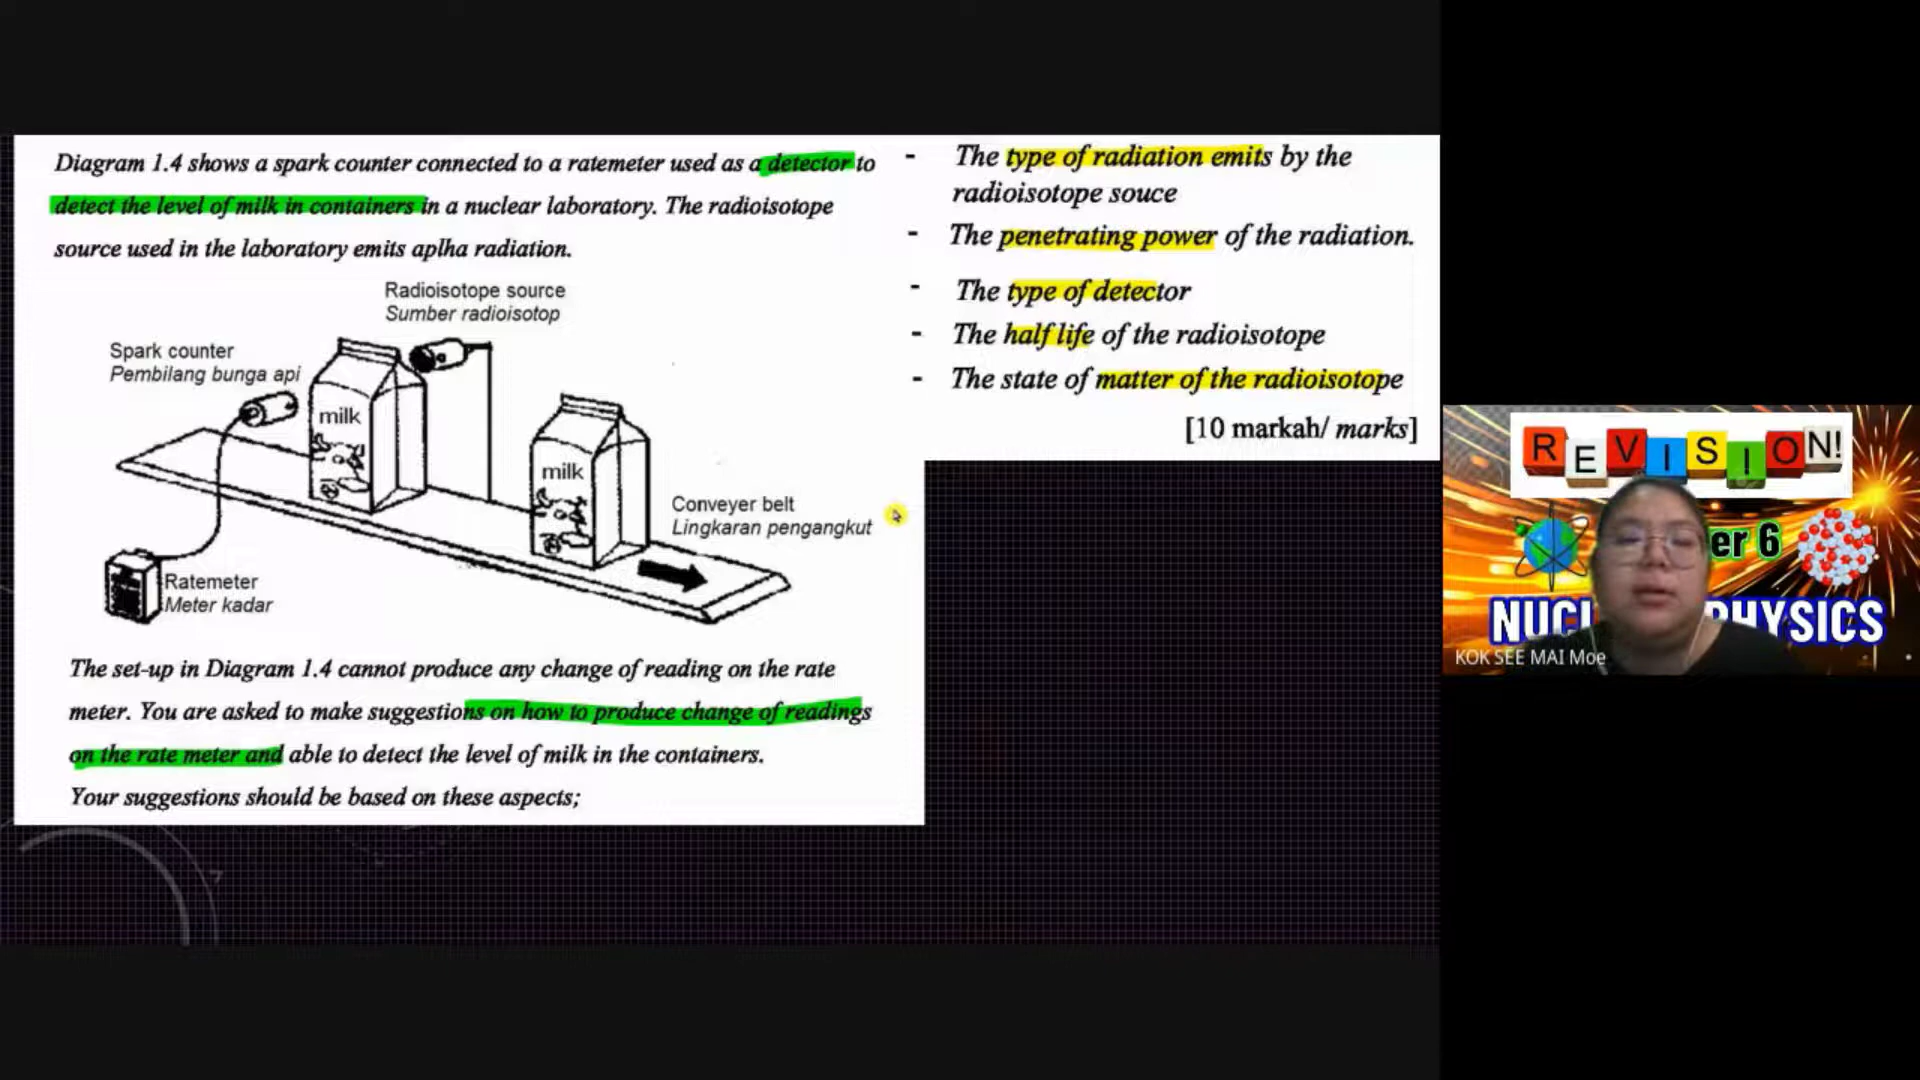 Diagram 1.4 shows a spark counter connected to a ratemeter used as a detector to
detect the level of milk in containers in a nuclear laboratory. The radioisotope
source used in the laboratory emits aplha radiation.
Radioisotope source
Sumber radioisotop
Spark counter
Pembilang bunga api
milk
milk
Conveyer belt
Lingkaran pengangkut
Ratemeter
Meter kadar
The set-up in Diagram 1.4 cannot produce any change of reading on the rate
meter. You are asked to make suggestions on how to produce change of readings
on the rate meter and able to detect the level of milk in the containers.
Your suggestions should be based on these aspects;
- The type of radiation emits by the
radioisotope souce
- The penetrating power of the radiation.
- The type of detector
- The half life of the radioisotope
- The state of matter of the radioisotope
[10 markah/ marks]
REVISION!
er 6
NUCL PHYSICS
KOK SEE MAI Moe